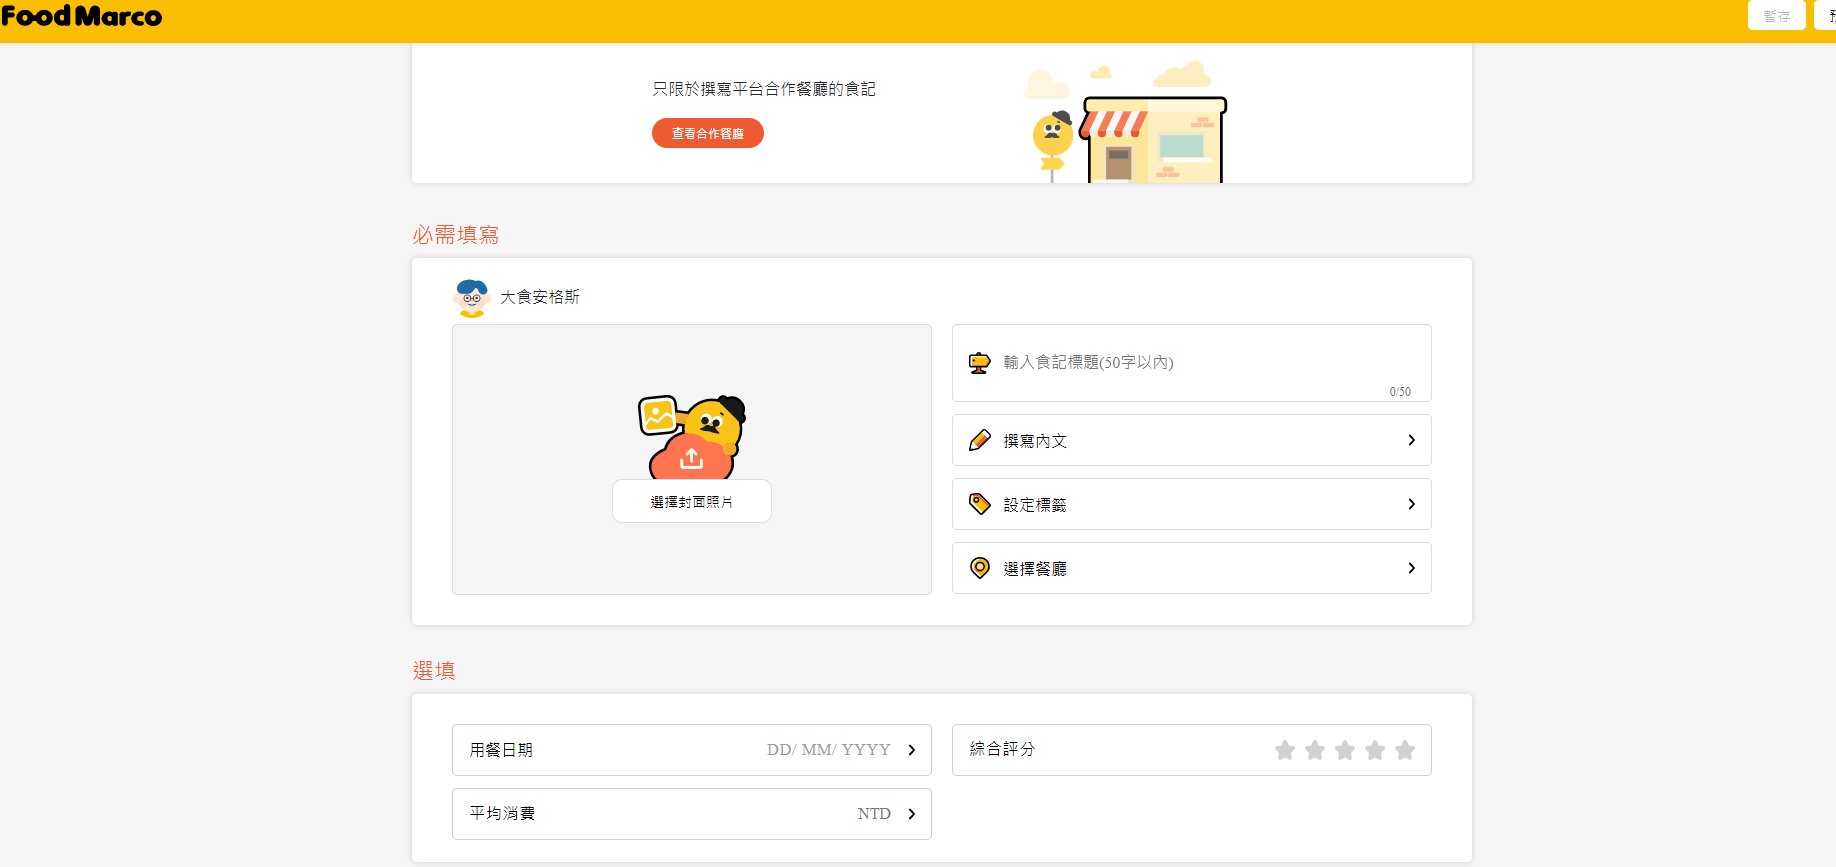 Food Marco
暫存
只限於撰寫平台合作餐廳的食記
查看合作餐廳
必需填寫
大食安格斯
輸入食記標題(50字以內)
0/50
撰寫內文
設定標籤
選擇餐廳
選擇封面照片
選填
用餐日期 DD/ MM/ YYYY
綜合評分
平均消費 NTD